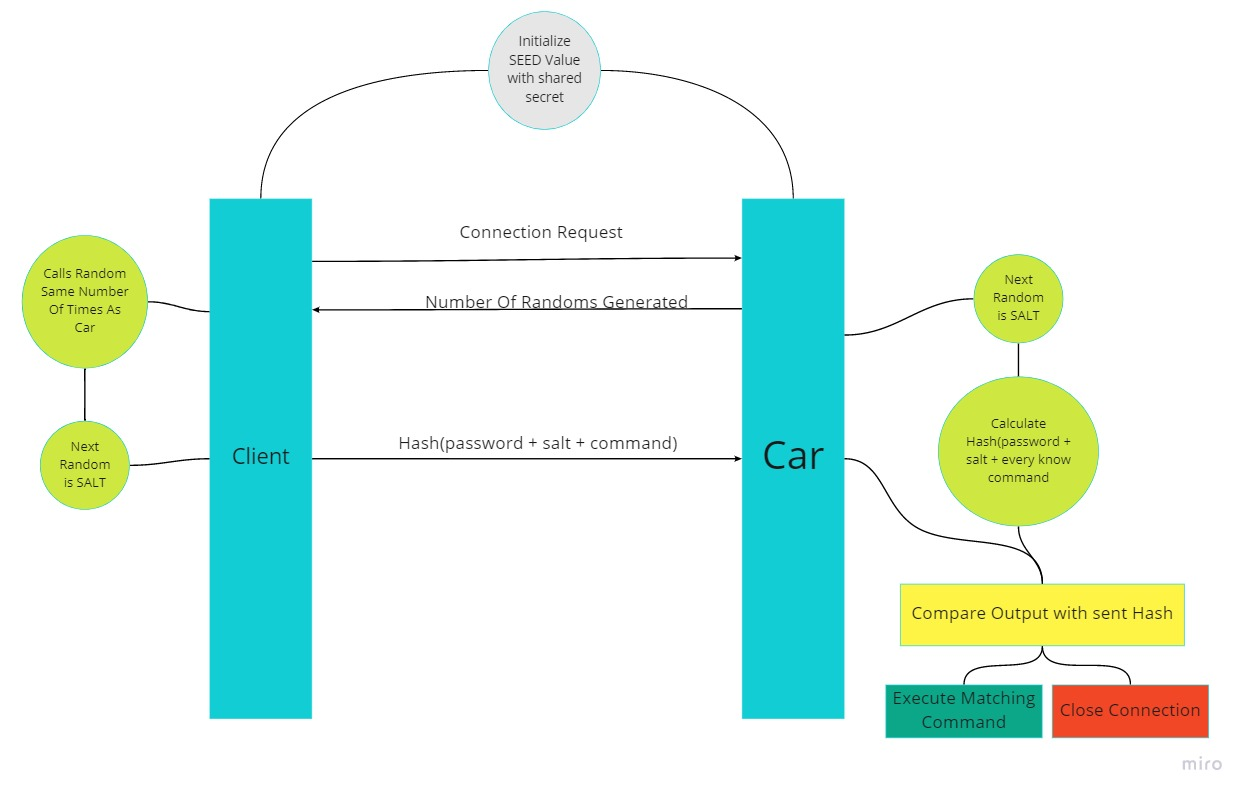 Initialize
SEED Value
with shared
secret
Connection Request
Calls Random
Same Number
Of Times As
Car
Number Of Randoms Generated
Next
Random
is SALT
Hash(password + salt + command)
Client
Car
Next
Random
is SALT
Calculate
Hash(password +
salt + every know
command
Compare Output with sent Hash
Execute Matching
Command
Close Connection
miro